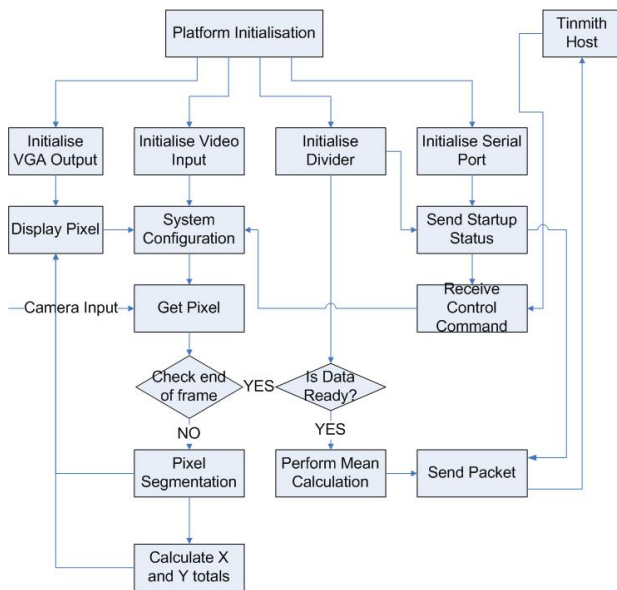 Platform Initialisation
Tinmith
Host
Initialise
VGA Output
Initialise Video
Input
Initialise
Divider
Initialise Serial
Port
Display Pixel
System
Configuration
Send Startup
Status
Camera Input
Get Pixel
Receive
Control
Command
Check end
of frame
YES
Is Data
Ready?
NO
YES
Pixel
Segmentation
Perform Mean
Calculation
Send Packet
Calculate X
and Y totals